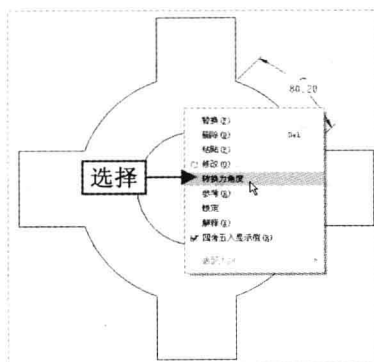 80.20
替换(E)
删除(D) Del
粘贴(P)
修改(O)
选择
转换为角度
参考(R)
锁定
解释(E)
四舍五入显示值(S)